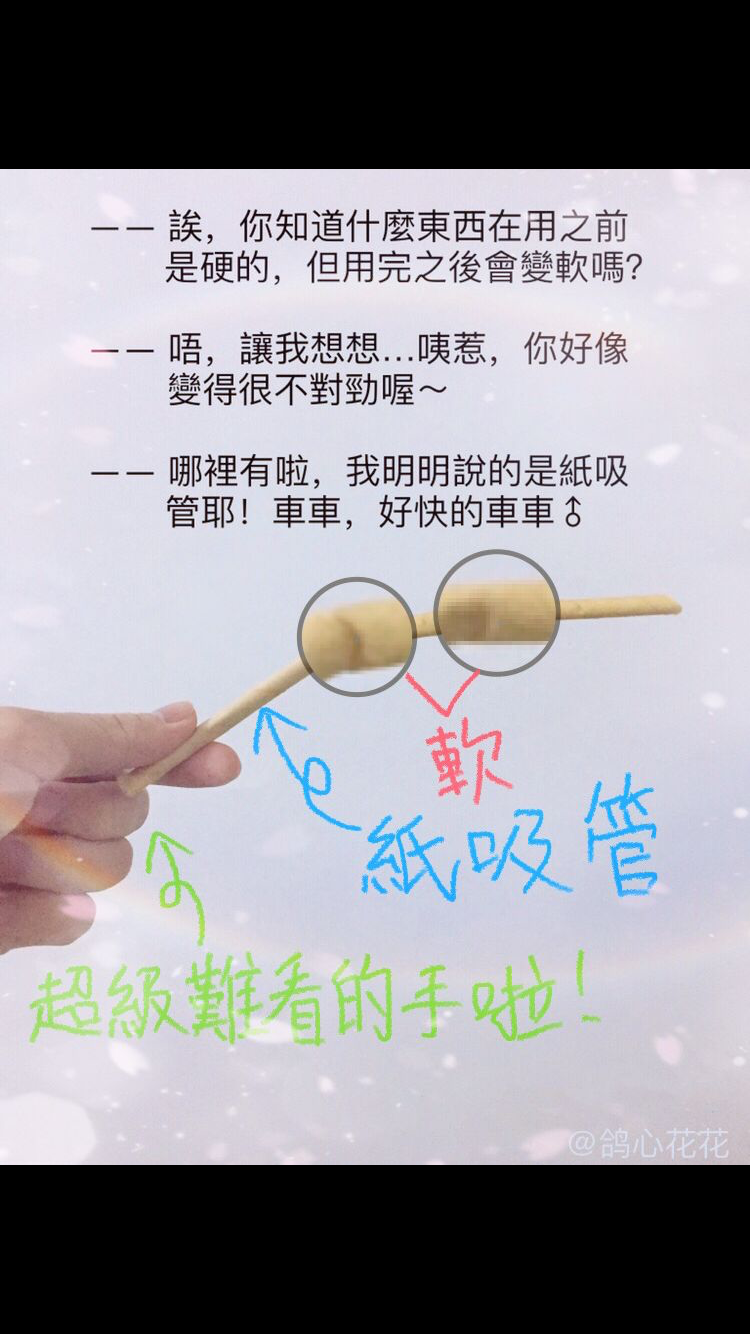 —— 誒，你知道什麼東西在用之前
是硬的，但用完之後會變軟嗎？
—— 唔，讓我想想…咦惹，你好像
變得很不對勁喔～
—— 哪裡有啦，我明明說的是紙吸
管耶！車車，好快的車車♂
軟
紙吸管
超級難看的手啦！
@鸽心花花